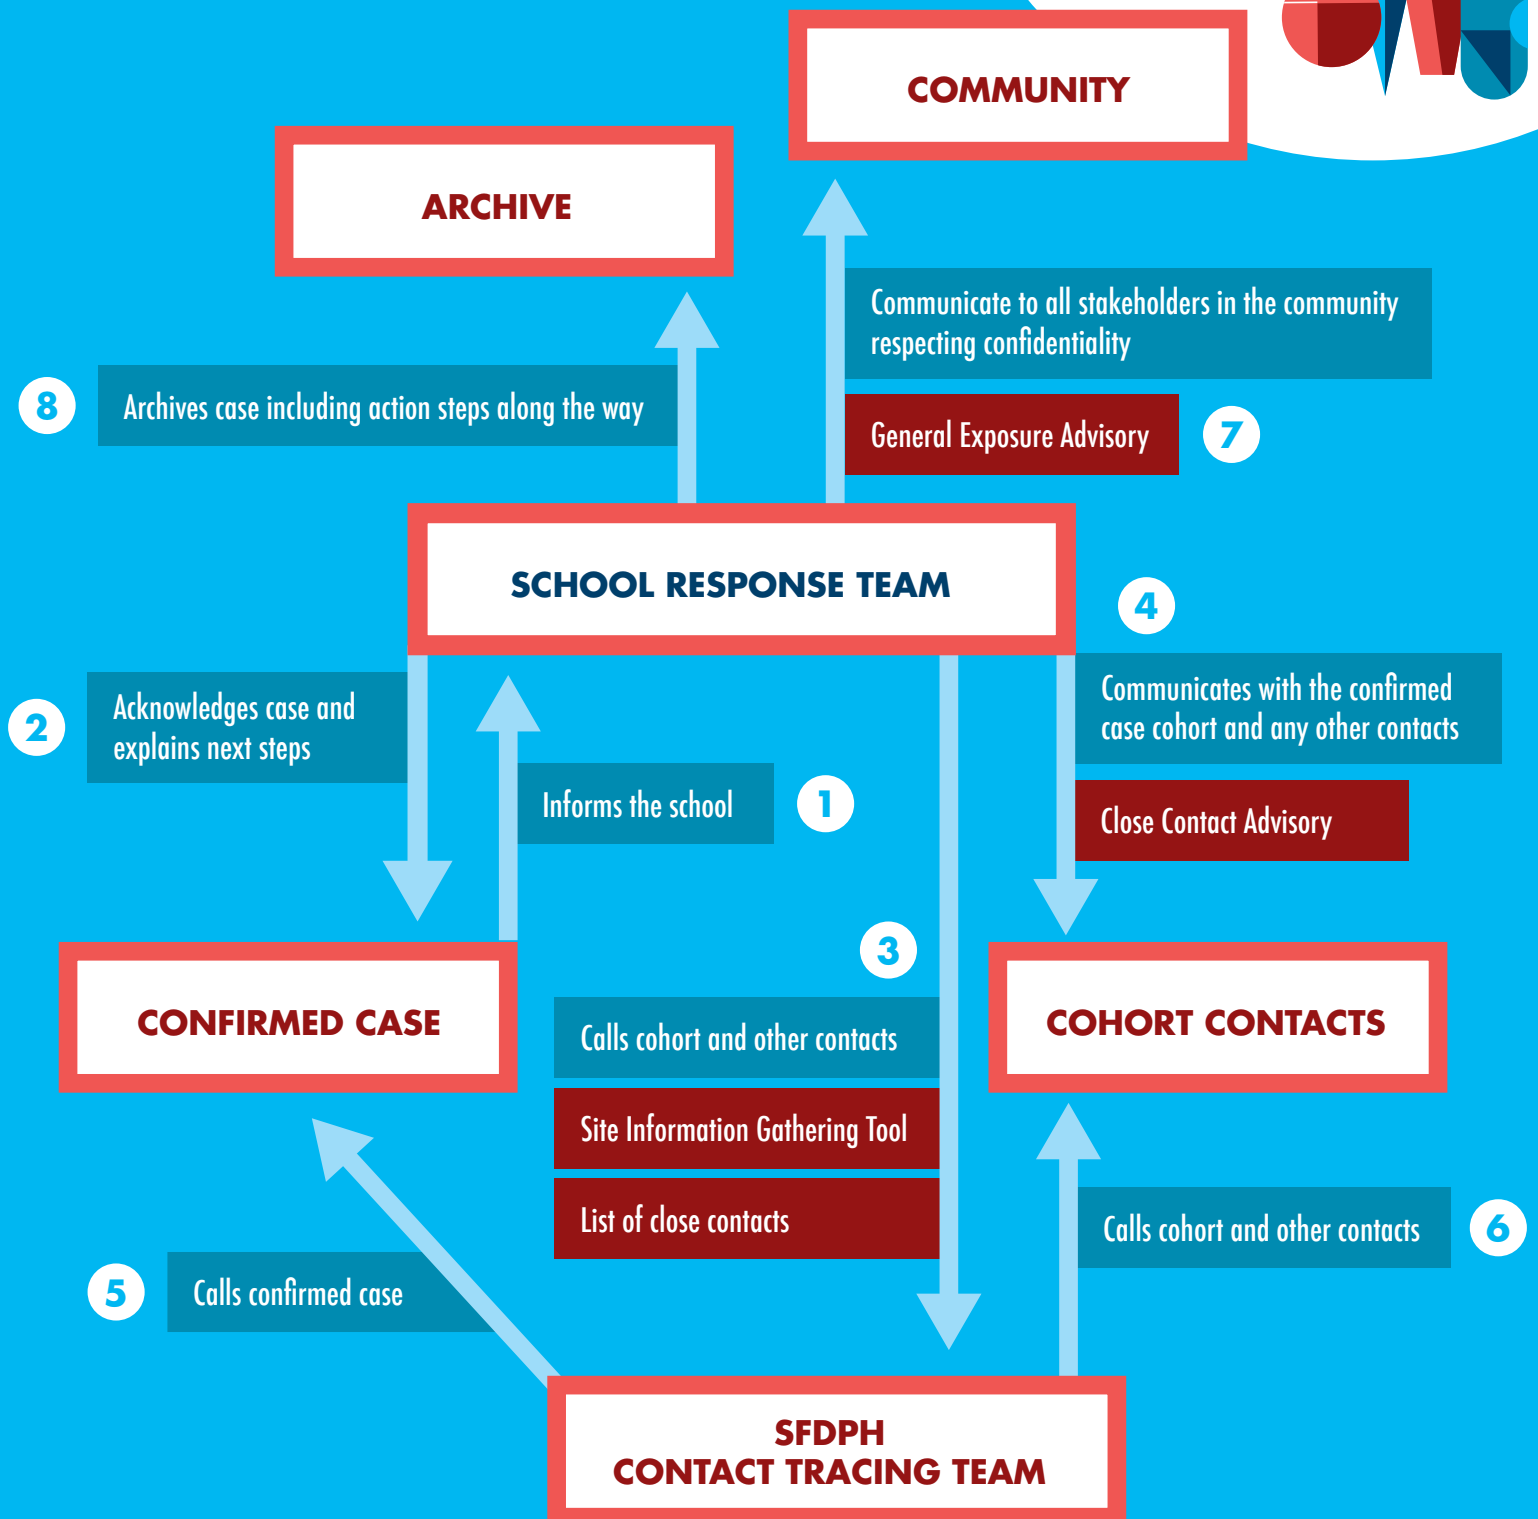 COMMUNITY
ARCHIVE
Communicate to all stakeholders in the community
respecting confidentiality
8
Archives case including action steps along the way
General Exposure Advisory
7
SCHOOL RESPONSE TEAM
4
2
Acknowledges case and
explains next steps
Communicates with the confirmed
case cohort and any other contacts
Informs the school
1
Close Contact Advisory
3
CONFIRMED CASE
Calls cohort and other contacts
COHORT CONTACTS
Site Information Gathering Tool
List of close contacts
Calls cohort and other contacts
6
5
Calls confirmed case
SFDPH
CONTACT TRACING TEAM